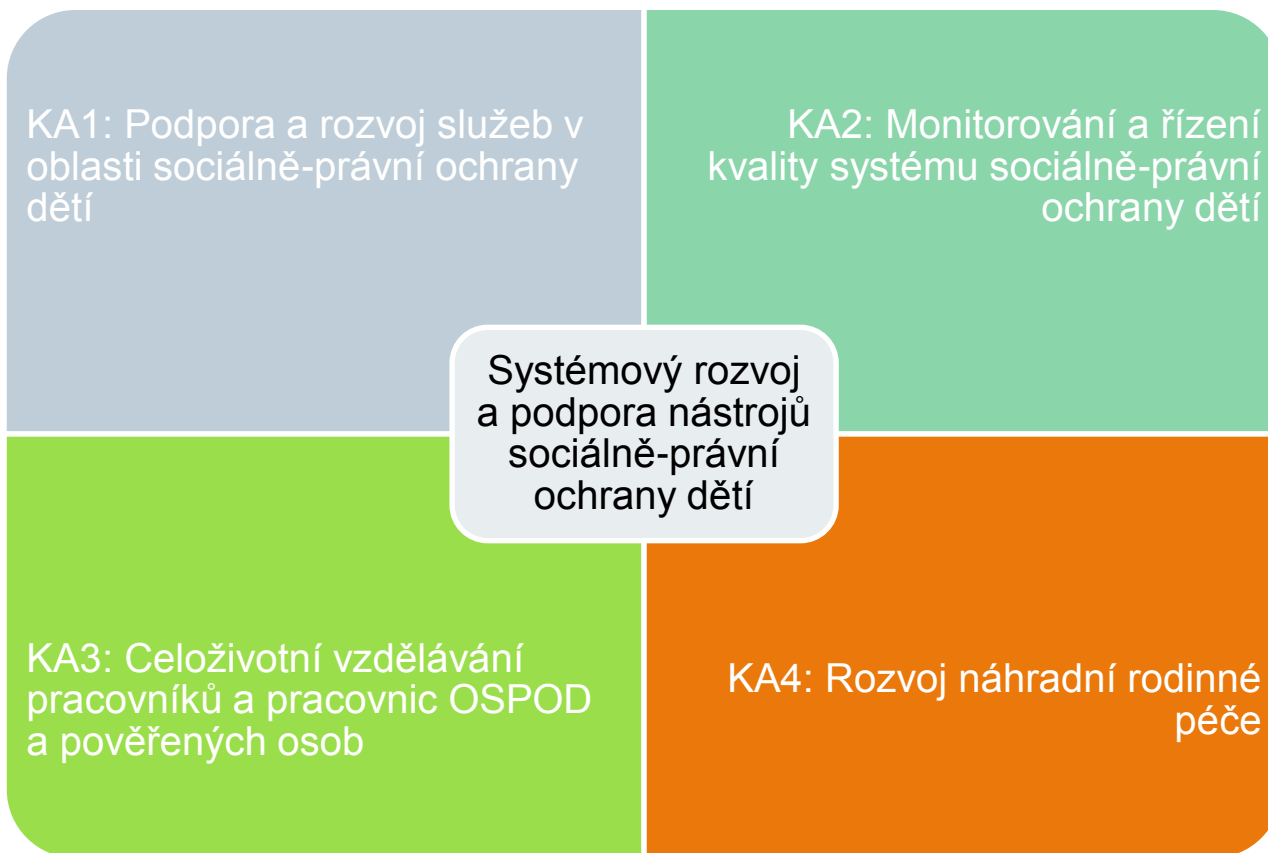 KA1: Podpora a rozvoj služeb v
oblasti sociálně-právní ochrany
dětí
KA2: Monitorování a řízení
kvality systému sociálně-právní
ochrany dětí
Systémový rozvoj
a podpora nástrojů
sociálně-právní
ochrany dětí
KA3: Celoživotní vzdělávání
pracovníků a pracovnic OSPOD
a pověřených osob
KA4: Rozvoj náhradní rodinné
péče